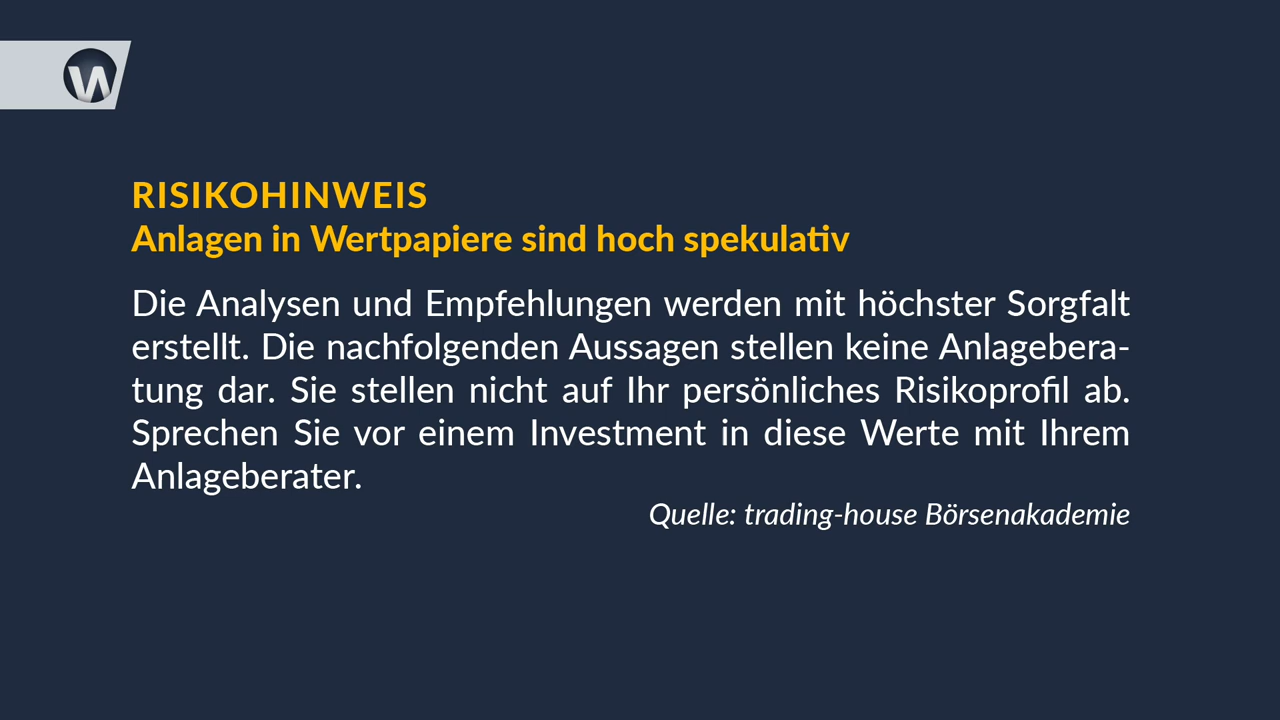 W
RISIKOHINWEIS
Anlagen in Wertpapiere sind hoch spekulativ
Die Analysen und Empfehlungen werden mit höchster Sorgfalt
erstellt. Die nachfolgenden Aussagen stellen keine Anlagebera-
tung dar. Sie stellen nicht auf Ihr persönliches Risikoprofil ab.
Sprechen Sie vor einem Investment in diese Werte mit Ihrem
Anlageberater.
Quelle: trading-house Börsenakademie